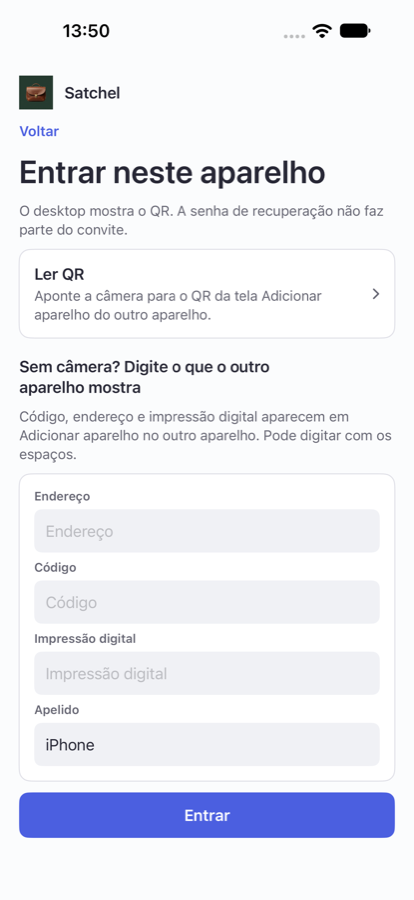 13:50
Satchel
Voltar
Entrar neste aparelho
O desktop mostra o QR. A senha de recuperação não faz
parte do convite.
Ler QR
Aponte a câmera para o QR da tela Adicionar
aparelho do outro aparelho.
Sem câmera? Digite o que o outro
aparelho mostra
Código, endereço e impressão digital aparecem em
Adicionar aparelho no outro aparelho. Pode digitar com os
espaços.
Endereço
Endereço
Código
Código
Impressão digital
Impressão digital
Apelido
iPhone
Entrar